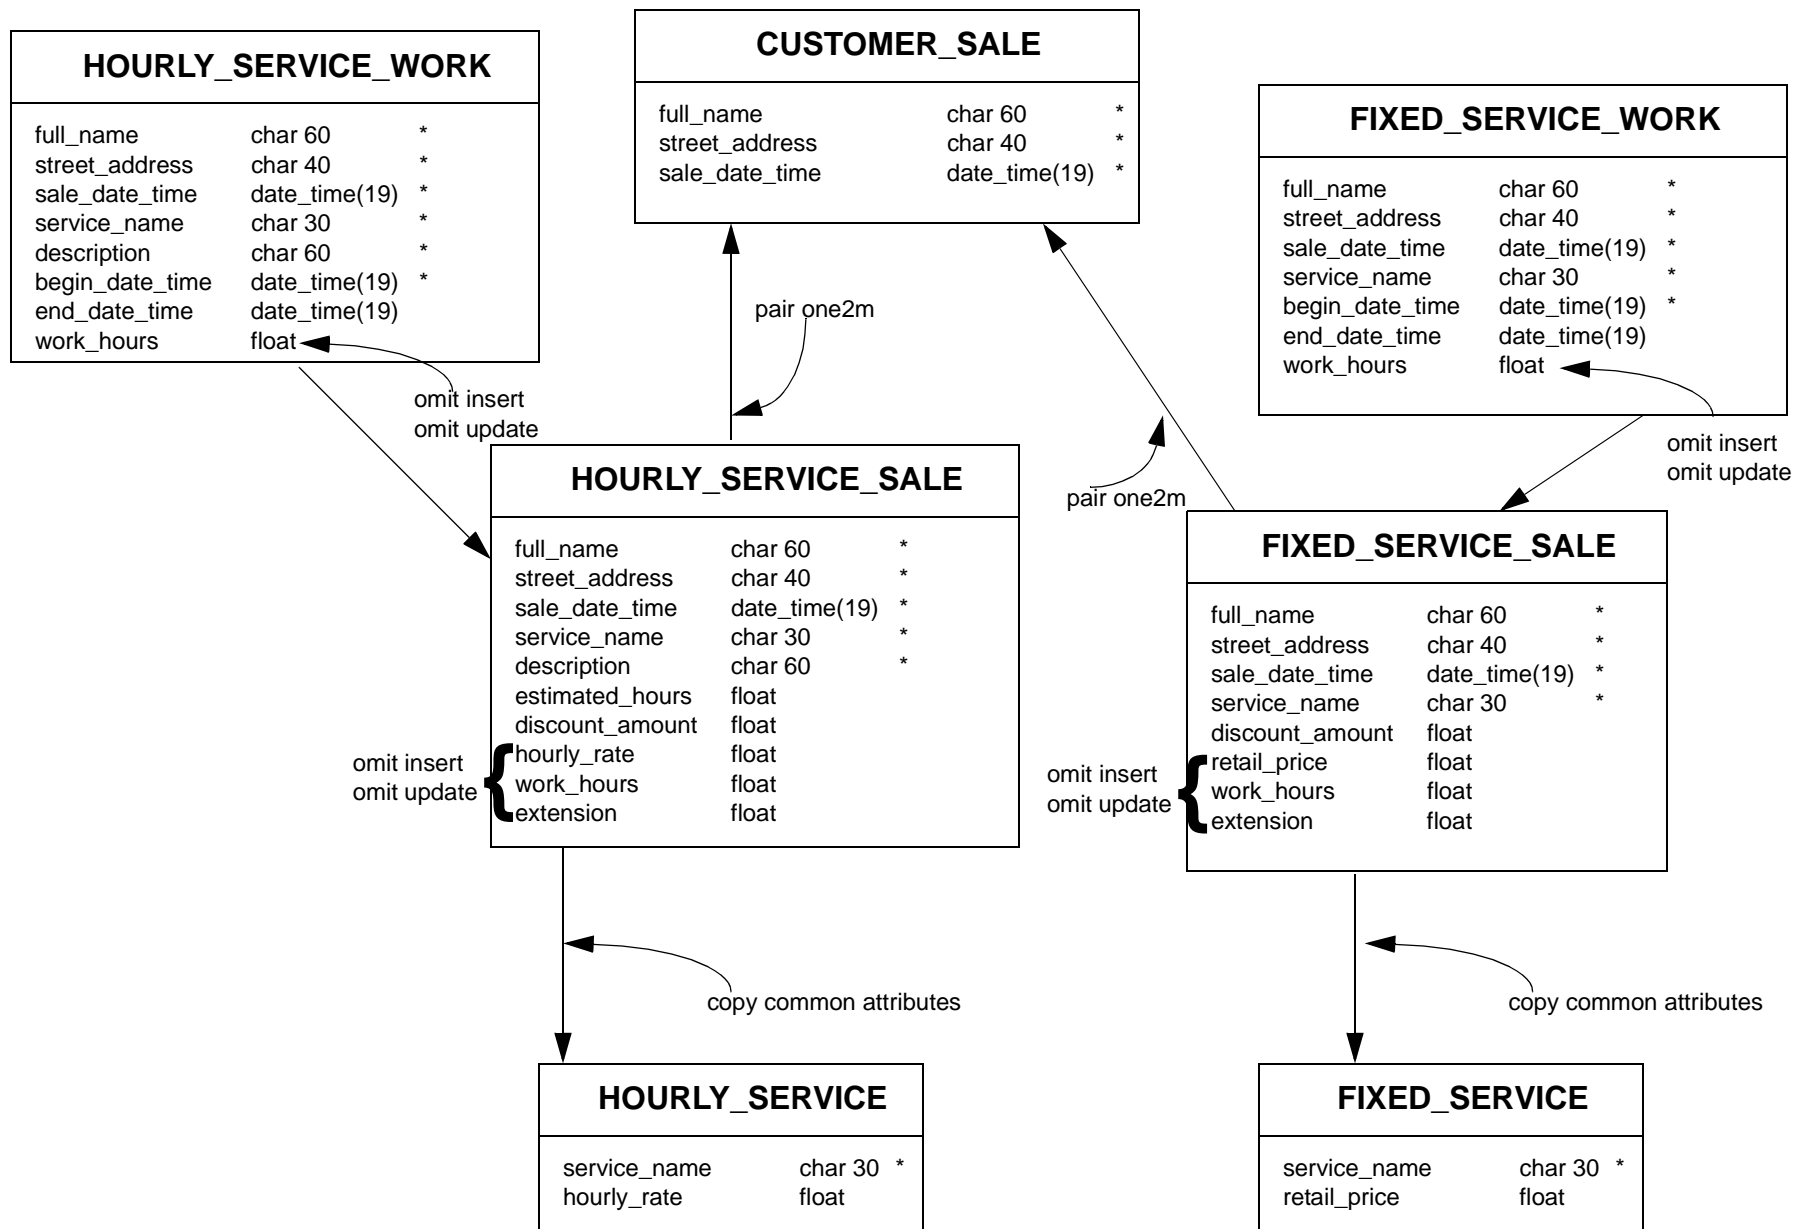 HOURLY_SERVICE_WORK
full_name char 60 *
street_address char 40 *
sale_date_time date_time(19) *
service_name char 30 *
description char 60 *
begin_date_time date_time(19) *
end_date_time date_time(19)
work_hours float
omit insert
omit update
CUSTOMER_SALE
full_name char 60 *
street_address char 40 *
sale_date_time date_time(19) *
pair one2m
FIXED_SERVICE_WORK
full_name char 60 *
street_address char 40 *
sale_date_time date_time(19) *
service_name char 30 *
begin_date_time date_time(19) *
end_date_time date_time(19)
work_hours float
omit insert
omit update
pair one2m
HOURLY_SERVICE_SALE
full_name char 60 *
street_address char 40 *
sale_date_time date_time(19) *
service_name char 30 *
description char 60 *
estimated_hours float
discount_amount float
hourly_rate float
work_hours float
extension float
omit insert
omit update
FIXED_SERVICE_SALE
full_name char 60 *
street_address char 40 *
sale_date_time date_time(19) *
service_name char 30 *
discount_amount float
retail_price float
work_hours float
extension float
omit insert
omit update
copy common attributes
copy common attributes
HOURLY_SERVICE
service_name char 30 *
hourly_rate float
FIXED_SERVICE
service_name char 30 *
retail_price float